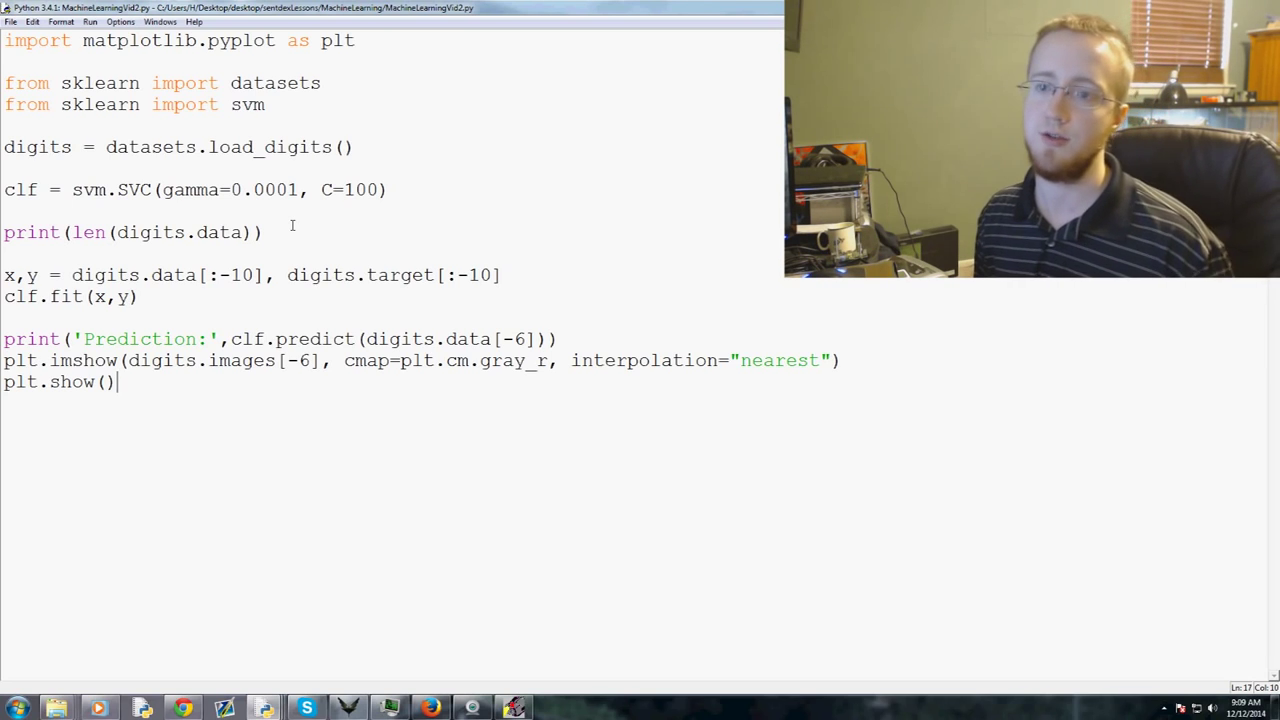 Python 3.4.1: MachineLearningVid2.py - C:/Users/H/Desktop/desktop/sentdexLessons/MachineLearning/MachineLearningVid2.py
File Edit Format Run Options Windows Help
import matplotlib.pyplot as plt
from sklearn import datasets
from sklearn import svm
digits = datasets.load_digits()
clf = svm.SVC(gamma=0.0001, C=100)
print(len(digits.data))
x,y = digits.data[:-10], digits.target[:-10]
clf.fit(x,y)
print('Prediction:',clf.predict(digits.data[-6]))
plt.imshow(digits.images[-6], cmap=plt.cm.gray_r, interpolation="nearest")
plt.show()
Ln: 17 Col: 10
9:09 AM
12/12/2014